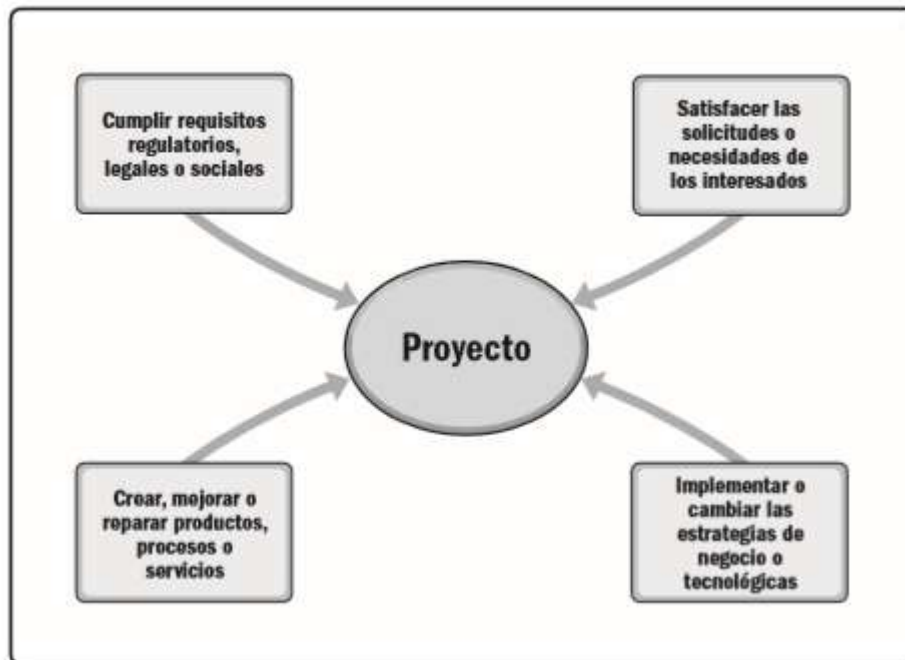 Cumplir requisitos
regulatorios,
legales o sociales
Satisfacer las
solicitudes o
necesidades de
los interesados
Proyecto
Crear, mejorar o
reparar productos,
procesos o
servicios
Implementar o
cambiar las
estrategias de
negocio o
tecnológicas